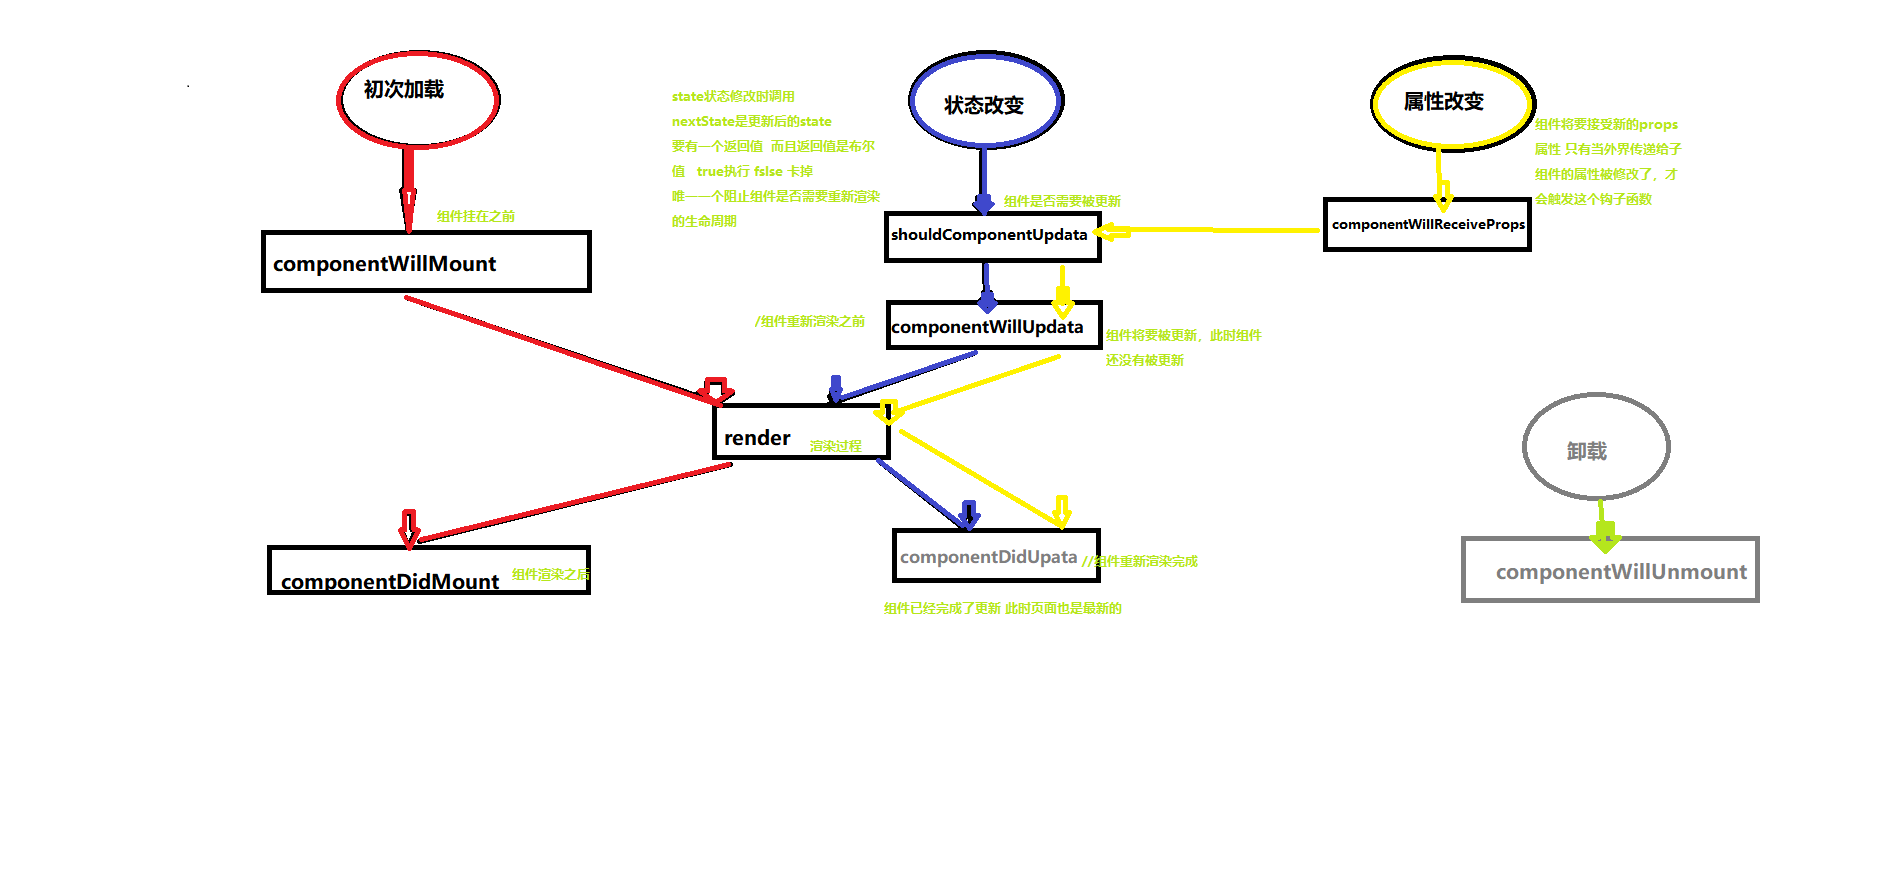 初次加载
状态改变
属性改变
state状态修改时调用
nextState是更新后的state
要有一个返回值 而且返回值是布尔
值 true执行 fslse 卡掉
唯一一个阻止组件是否需要重新渲染
的生命周期
组件将要接受新的props
属性 只有当外界传递给子
组件的属性被修改了，才
会触发这个钩子函数
组件挂在之前
组件是否需要被更新
componentWillMount
shouldComponentUpdata
componentWillReceiveProps
/组件重新渲染之前
componentWillUpdata
组件将要被更新，此时组件
还没有被更新
render
渲染过程
卸载
componentDidMount
组件渲染之后
componentDidUpata
//组件重新渲染完成
componentWillUnmount
组件已经完成了更新 此时页面也是最新的